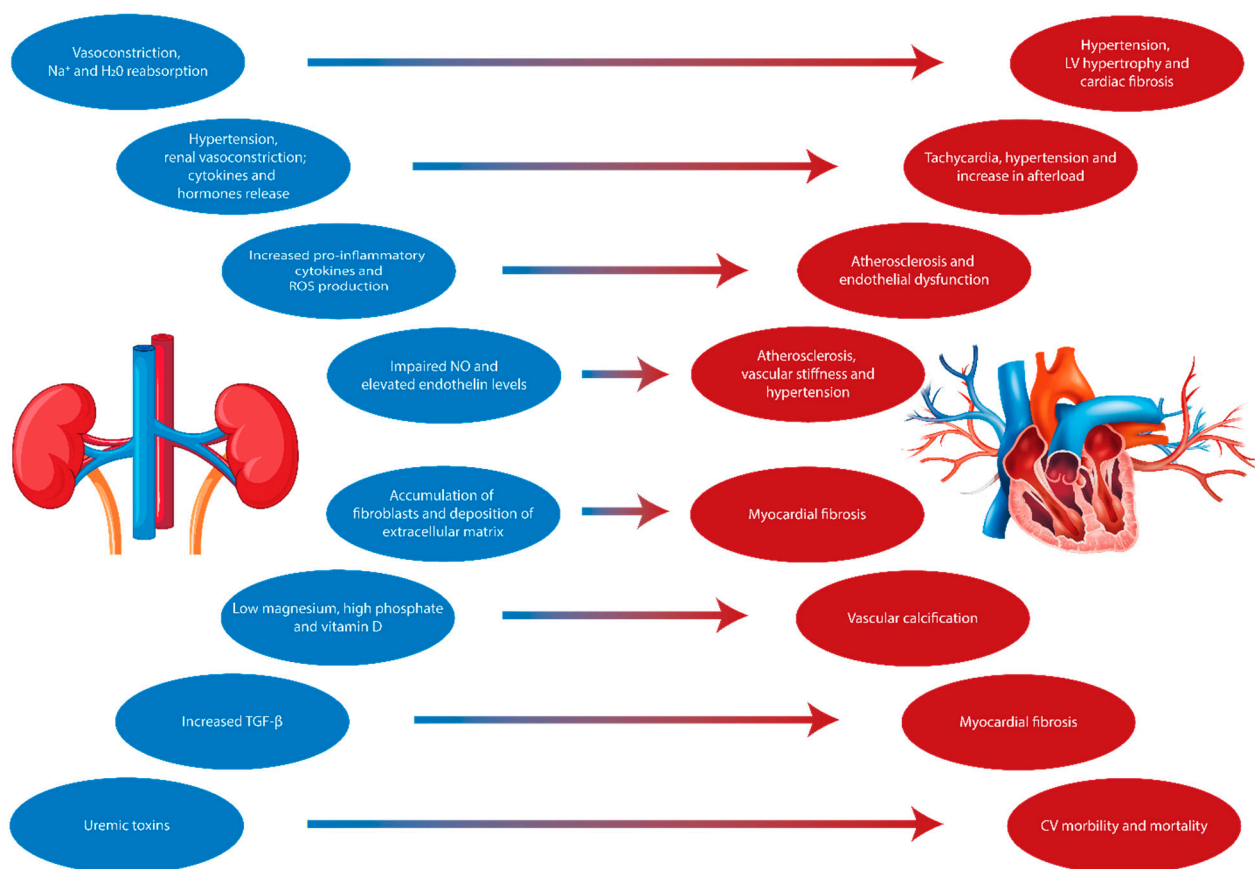 Vasoconstriction,
Na⁺ and H₂0 reabsorption
Hypertension,
LV hypertrophy and
cardiac fibrosis
Hypertension,
renal vasoconstriction;
cytokines and
hormones release
Tachycardia, hypertension and
increase in afterload
Increased pro-inflammatory
cytokines and
ROS production
Atherosclerosis and
endothelial dysfunction
Impaired NO and
elevated endothelin levels
Atherosclerosis,
vascular stiffness and
hypertension
Accumulation of
fibroblasts and deposition of
extracellular matrix
Myocardial fibrosis
Low magnesium, high phosphate
and vitamin D
Vascular calcification
Increased TGF-β
Myocardial fibrosis
Uremic toxins
CV morbility and mortality